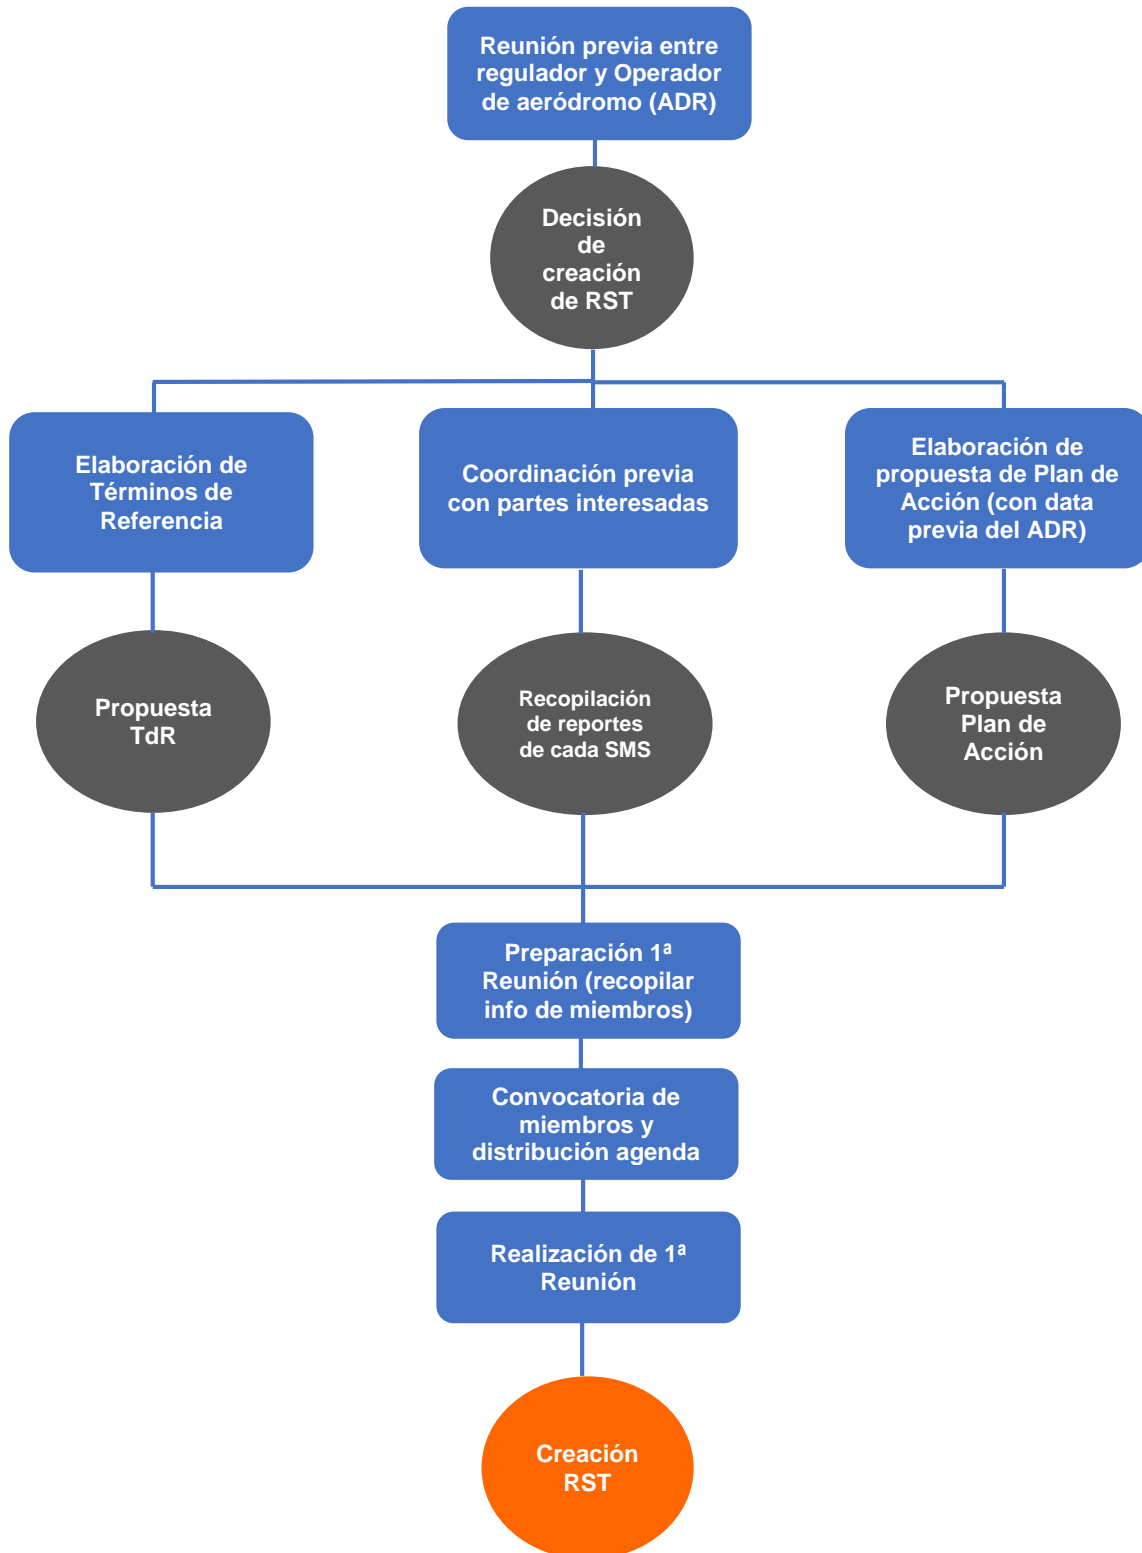 Reunión previa entre
regulador y Operador
de aeródromo (ADR)
Decisión
de
creación
de RST
Elaboración de
Términos de
Referencia
Coordinación previa
con partes interesadas
Elaboración de
propuesta de Plan de
Acción (con data
previa del ADR)
Propuesta
TdR
Recopilación
de reportes
de cada SMS
Propuesta
Plan de
Acción
Preparación 1ª
Reunión (recopilar
info de miembros)
Convocatoria de
miembros y
distribución agenda
Realización de 1ª
Reunión
Creación
RST